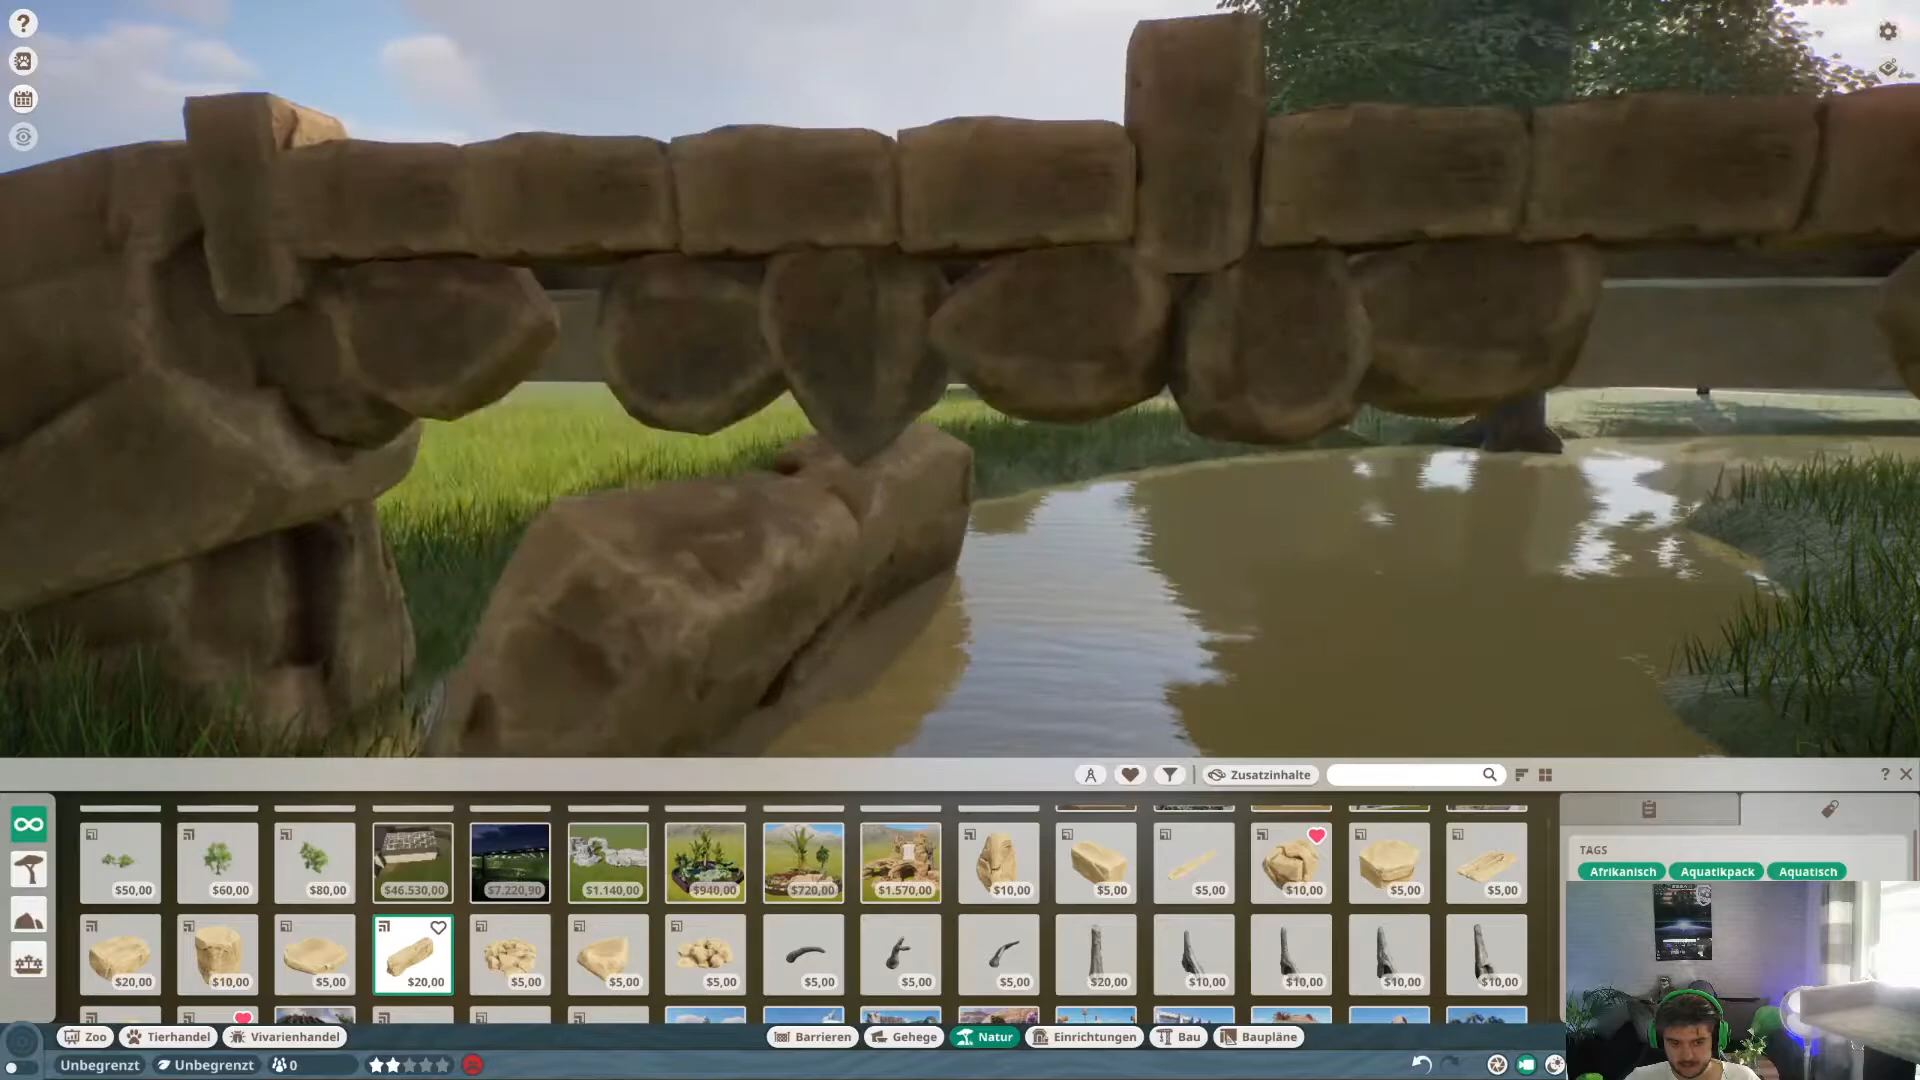 Zusatzinhalte
?
TAGS
Afrikanisch Aquatikpack Aquatisch
$50,00 $60,00 $80,00 $46.530,00 $7.220,90 $1.140,00 $940,00 $720,00 $1.570,00 $10,00 $5,00 $5,00 $10,00 $5,00 $5,00
$20,00 $10,00 $5,00 $20,00 $5,00 $5,00 $5,00 $5,00 $5,00 $5,00 $20,00 $10,00 $10,00 $10,00 $10,00
Zoo Tierhandel Vivarienhandel Barrieren Gehege Natur Einrichtungen Bau Baupläne
Unbegrenzt Unbegrenzt 0